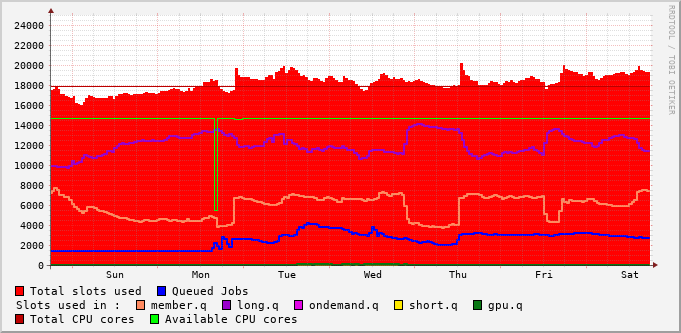 RRDTOOL / TOBI OETIKER
24000
22000
20000
18000
16000
14000
12000
10000
8000
6000
4000
2000
0
Sun Mon Tue Wed Thu Fri Sat
Total slots used Queued Jobs
Slots used in : member.q long.q ondemand.q short.q gpu.q
Total CPU cores Available CPU cores